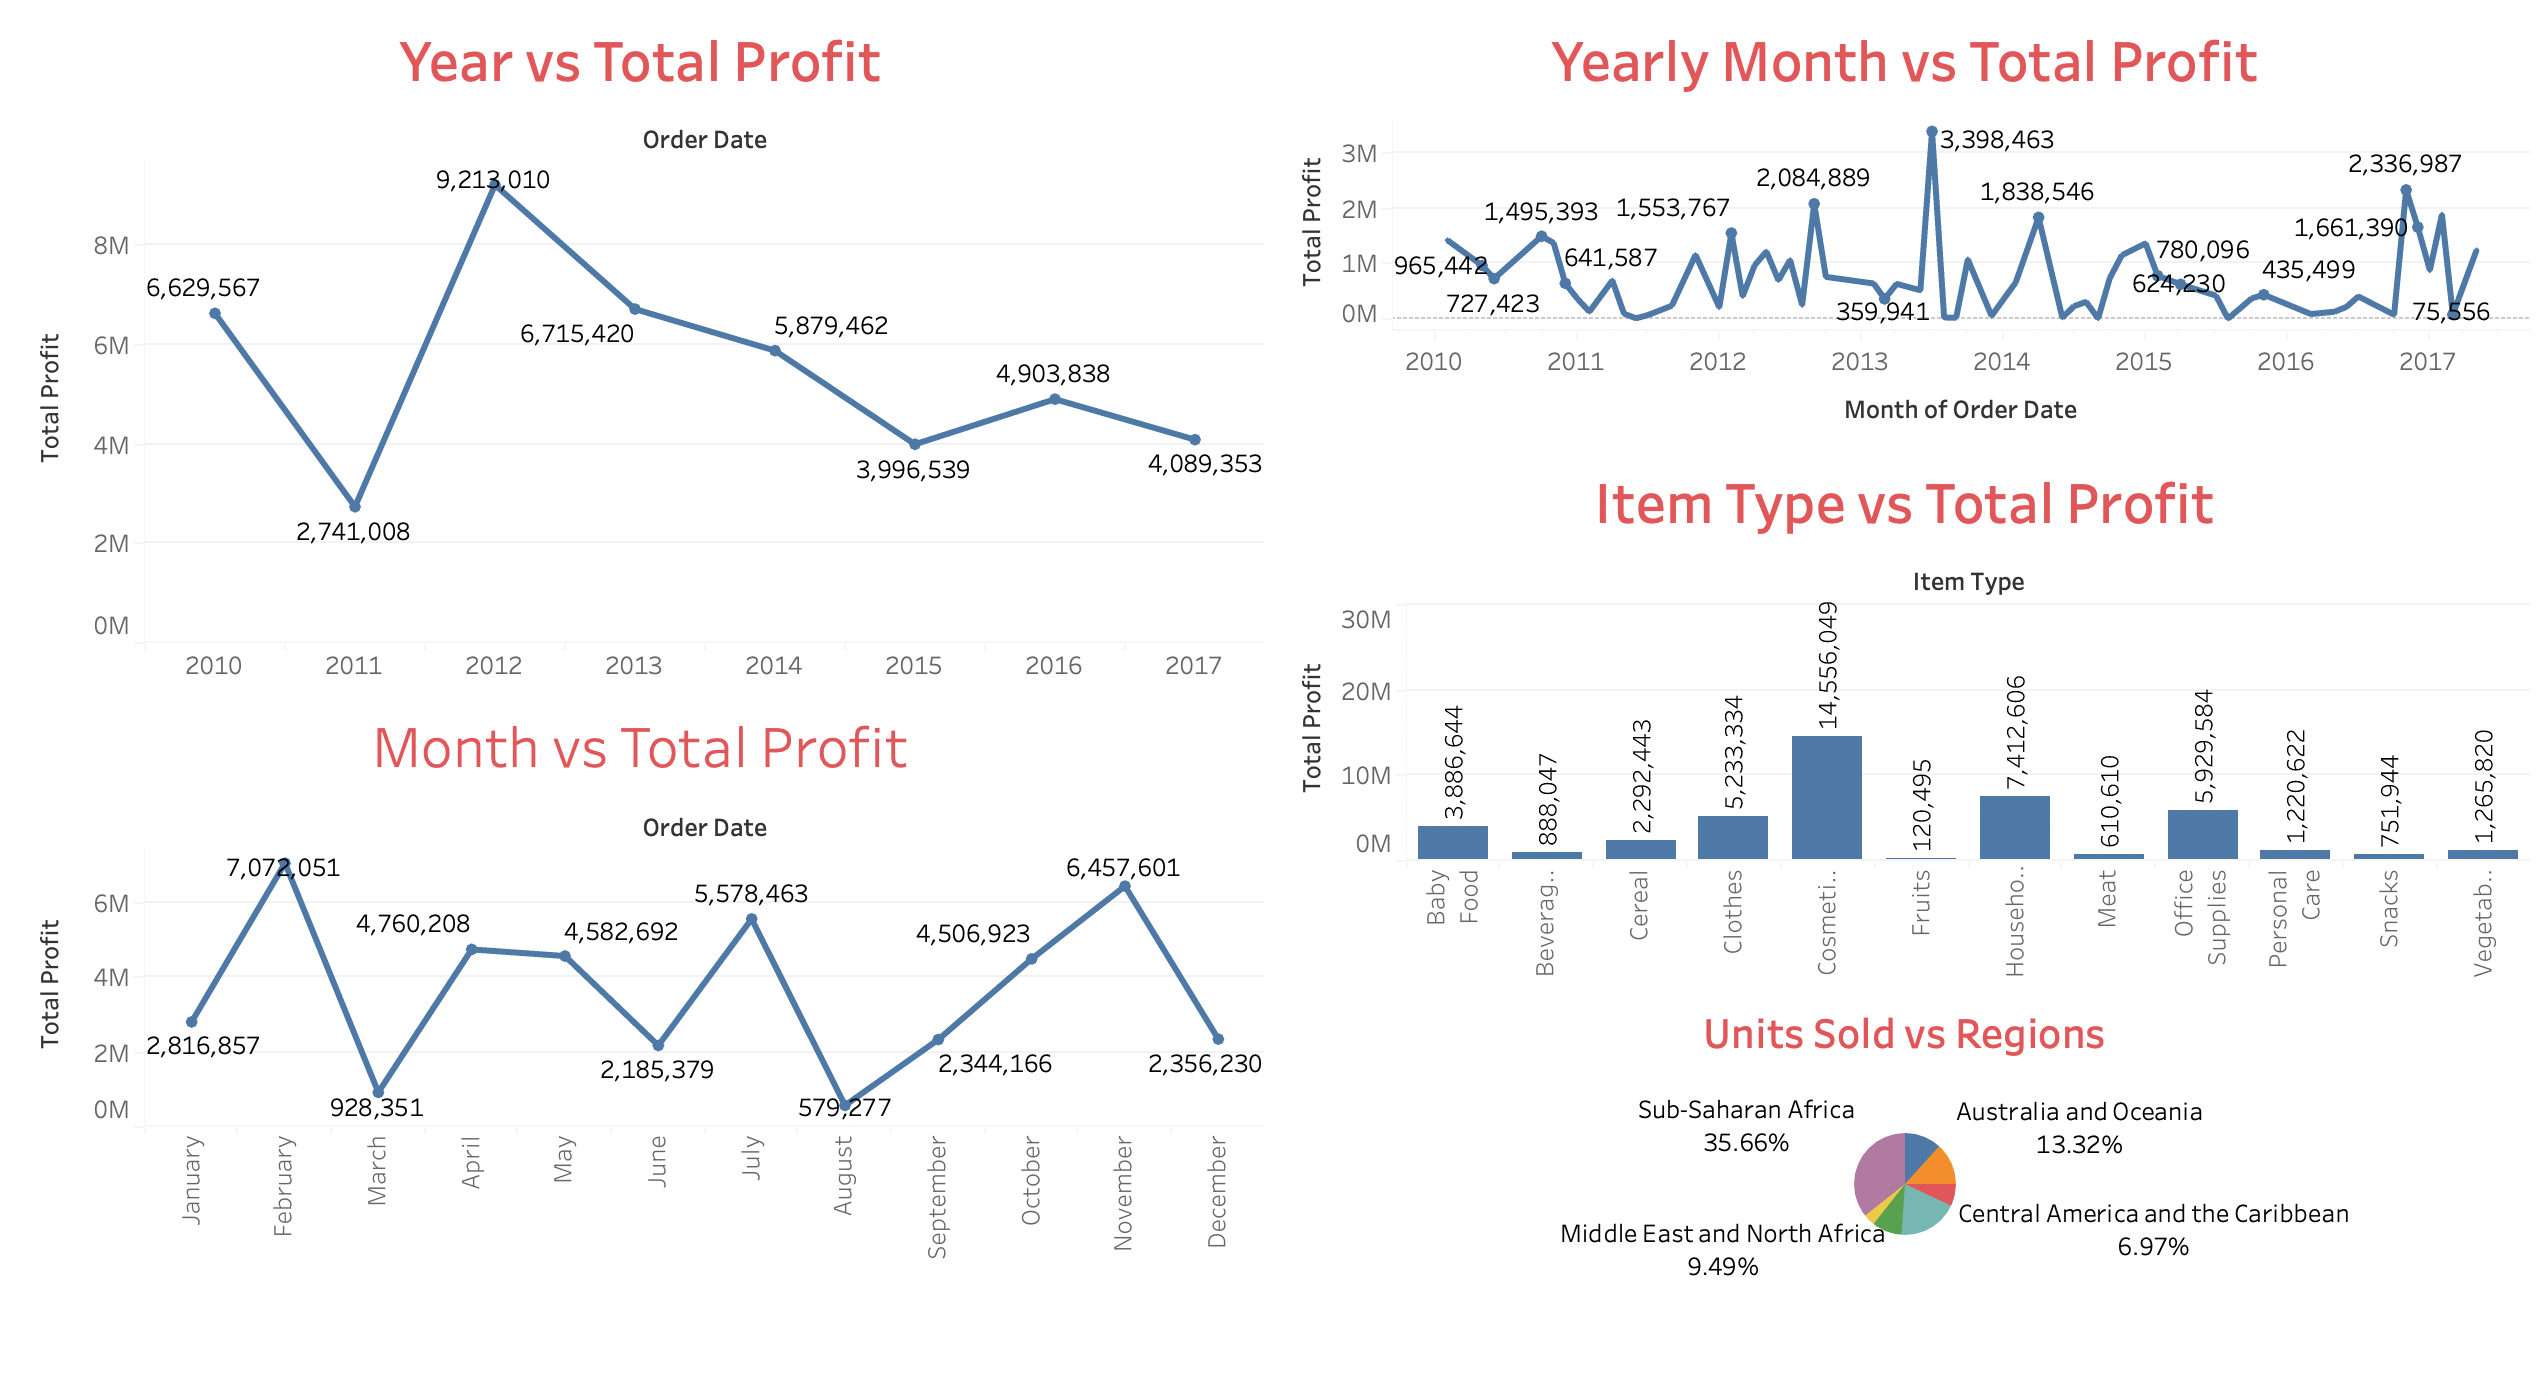 Year vs Total Profit
Order Date
Total Profit
8M
6M
4M
2M
0M
6,629,567
2,741,008
9,213,010
6,715,420
5,879,462
3,996,539
4,903,838
4,089,353
2010 2011 2012 2013 2014 2015 2016 2017
Month vs Total Profit
Order Date
Total Profit
6M
4M
2M
0M
2,816,857
7,072,051
928,351
4,760,208
4,582,692
2,185,379
5,578,463
579,277
2,344,166
4,506,923
6,457,601
2,356,230
January
February
March
April
May
June
July
August
September
October
November
December
Yearly Month vs Total Profit
Total Profit
3M
2M
1M
0M
965,442
727,423
1,495,393
641,587
1,553,767
2,084,889
359,941
3,398,463
1,838,546
780,096
624,230
435,499
2,336,987
1,661,390
75,556
2010 2011 2012 2013 2014 2015 2016 2017
Month of Order Date
Item Type vs Total Profit
Item Type
Total Profit
30M
20M
10M
0M
3,886,644
888,047
2,292,443
5,233,334
14,556,049
120,495
7,412,606
610,610
5,929,584
1,220,622
751,944
1,265,820
Baby
Food
Beverag..
Cereal
Clothes
Cosmeti..
Fruits
Househo..
Meat
Office
Supplies
Personal
Care
Snacks
Vegetab..
Units Sold vs Regions
Sub-Saharan Africa
35.66%
Australia and Oceania
13.32%
Central America and the Caribbean
6.97%
Middle East and North Africa
9.49%